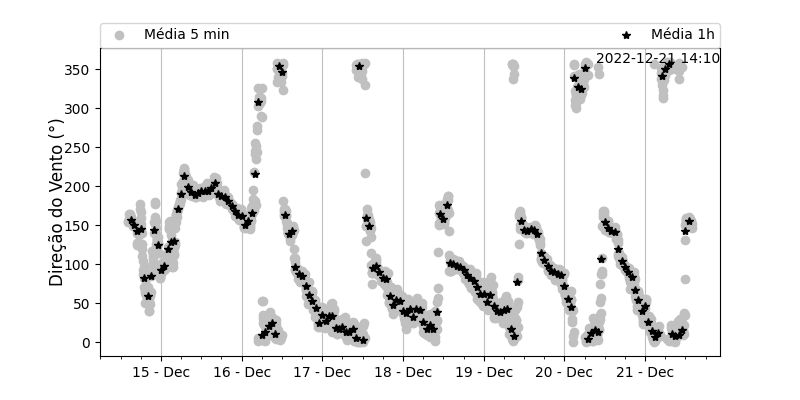 Média 5 min
Média 1h
2022-12-21 14:10
Direção do Vento (°)
350
300
250
200
150
100
50
0
15 - Dec
16 - Dec
17 - Dec
18 - Dec
19 - Dec
20 - Dec
21 - Dec